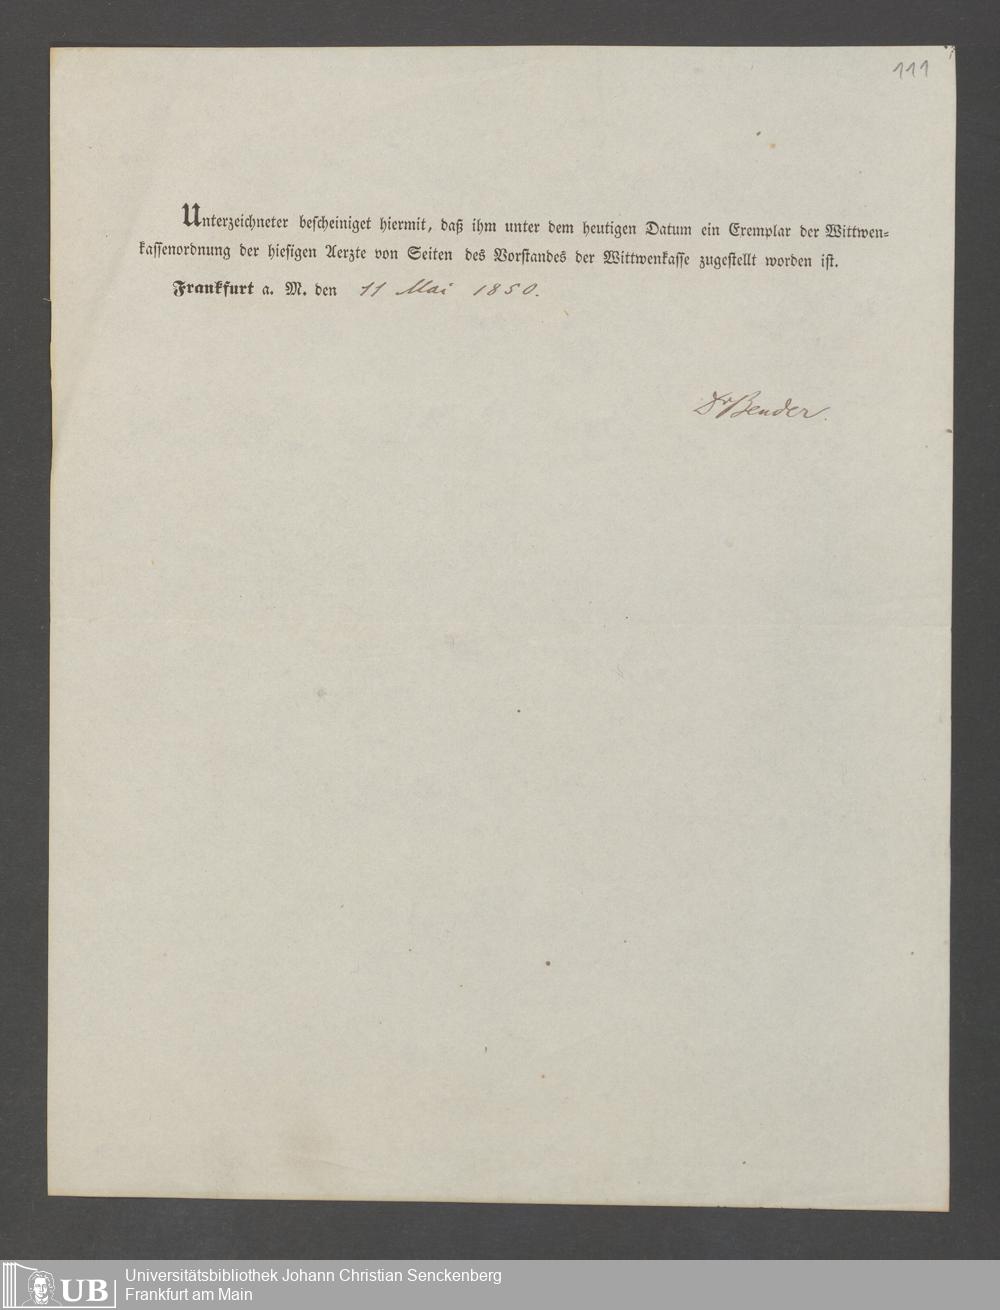 111
Unterzeichneter bescheiniget hiermit, daß ihm unter dem heutigen Datum ein Exemplar der Wittwen-
kassenordnung der hiesigen Aerzte von Seiten des Vorstandes der Wittwenkasse zugestellt worden ist.
Frankfurt a. M. den 11 Mai 1850.
Dr Bender.
UB Universitätsbibliothek Johann Christian Senckenberg
Frankfurt am Main